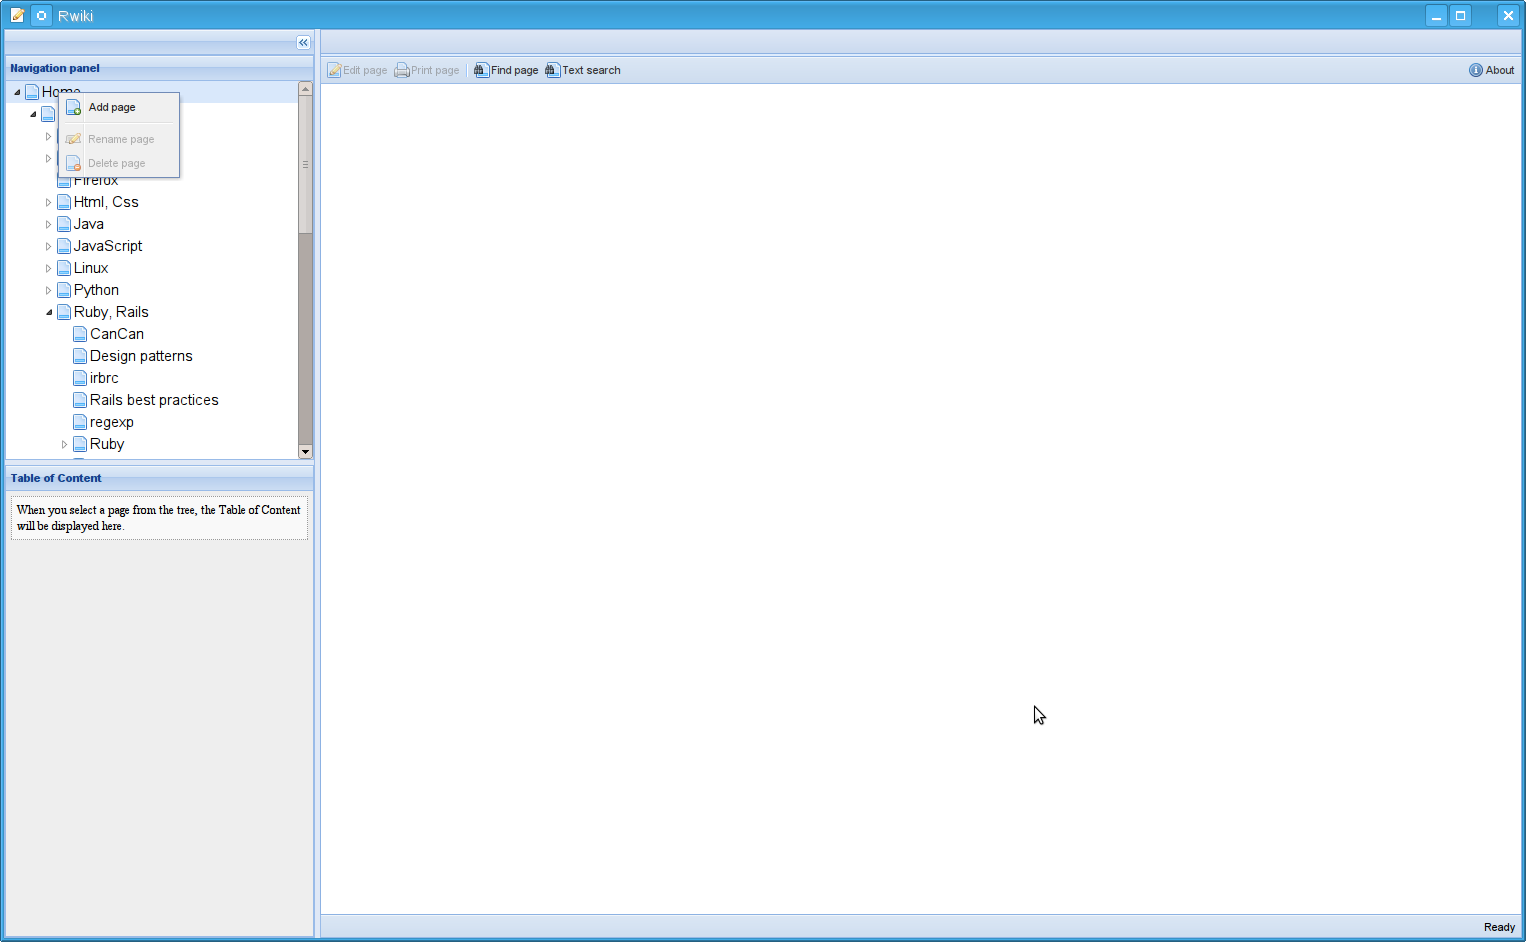 Rwiki
Navigation panel
Edit page Print page Find page Text search About
Home
Add page
Rename page
Delete page
Firefox
Html, Css
Java
JavaScript
Linux
Python
Ruby, Rails
CanCan
Design patterns
irbrc
Rails best practices
regexp
Ruby
Table of Content
When you select a page from the tree, the Table of Content
will be displayed here.
Ready